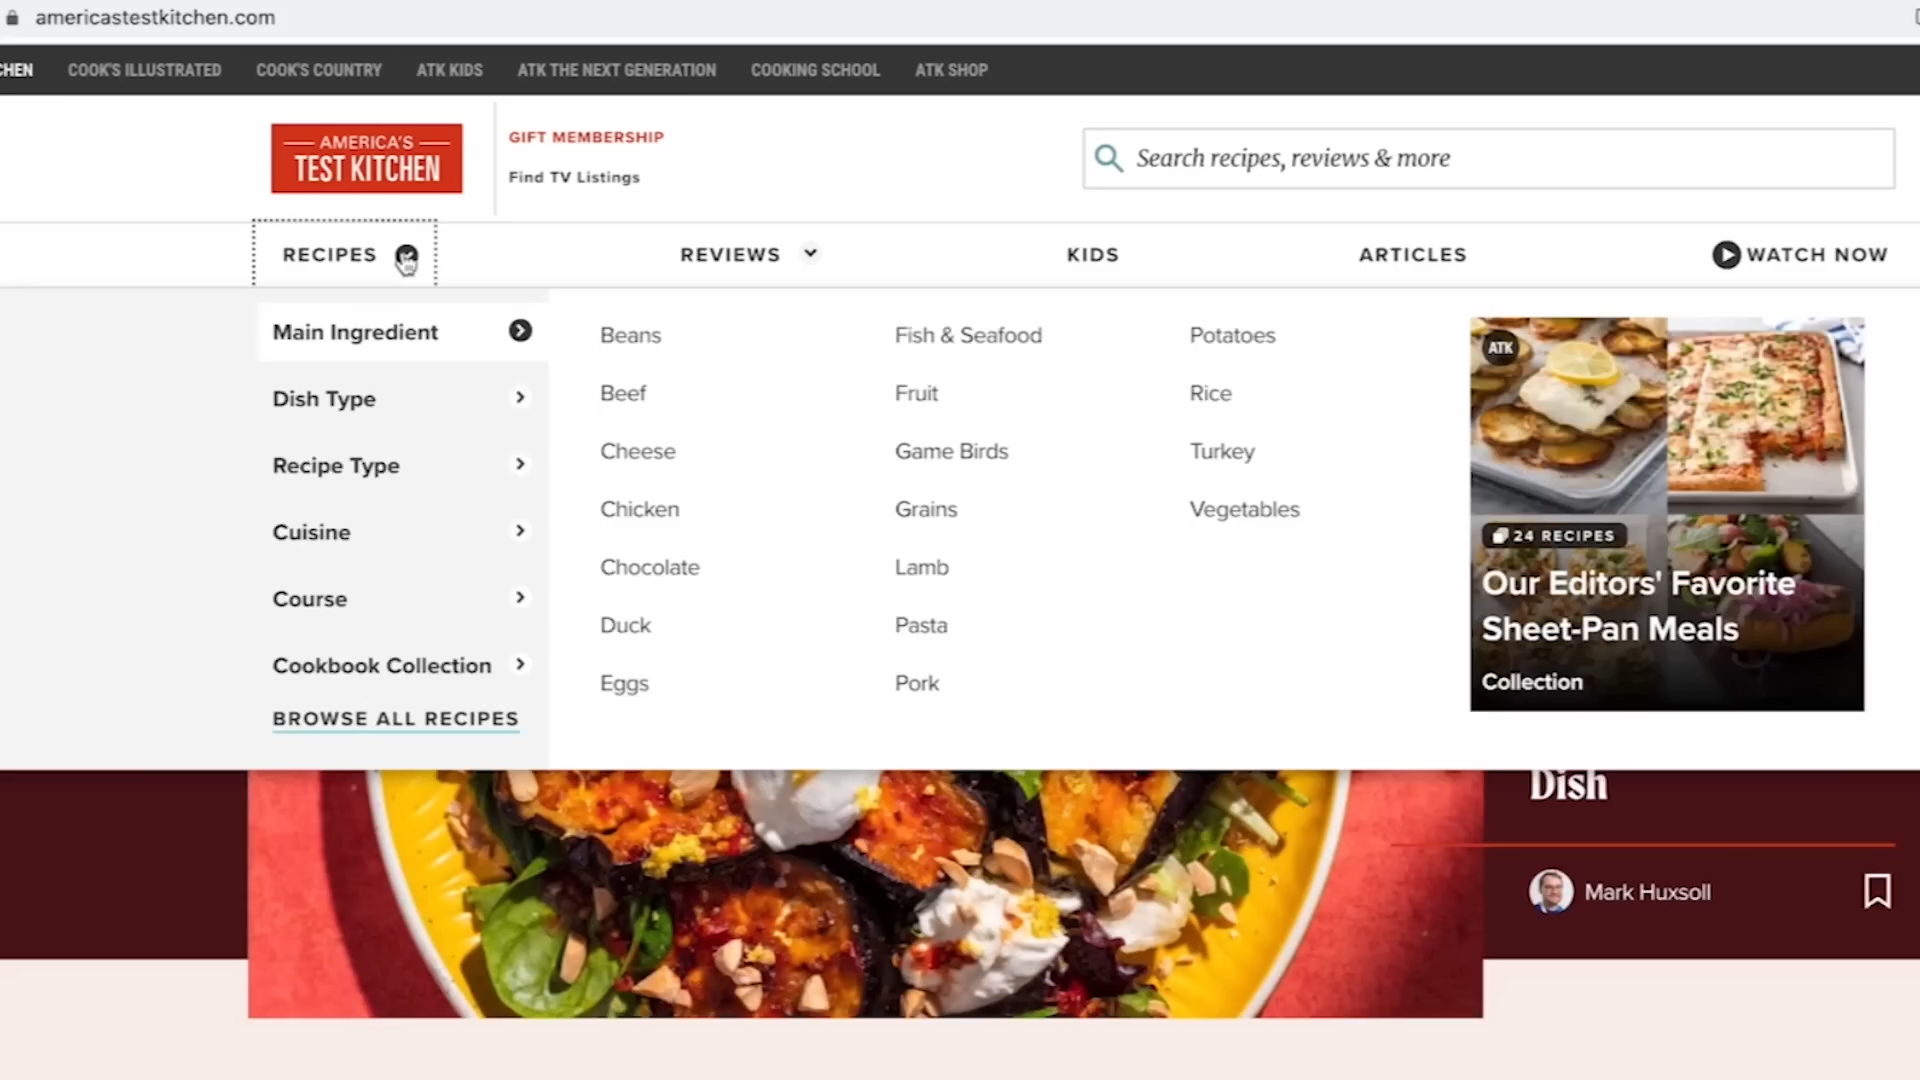 americastestkitchen.com
CHEN COOK'S ILLUSTRATED COOK'S COUNTRY ATK KIDS ATK THE NEXT GENERATION COOKING SCHOOL ATK SHOP
AMERICA'S
TEST KITCHEN
GIFT MEMBERSHIP
Find TV Listings
Search recipes, reviews & more
RECIPES REVIEWS KIDS ARTICLES WATCH NOW
Main Ingredient
Dish Type
Recipe Type
Cuisine
Course
Cookbook Collection
BROWSE ALL RECIPES
Beans
Beef
Cheese
Chicken
Chocolate
Duck
Eggs
Fish & Seafood
Fruit
Game Birds
Grains
Lamb
Pasta
Pork
Potatoes
Rice
Turkey
Vegetables
ATK
24 RECIPES
Our Editors' Favorite
Sheet-Pan Meals
Collection
Dish
Mark Huxsoll